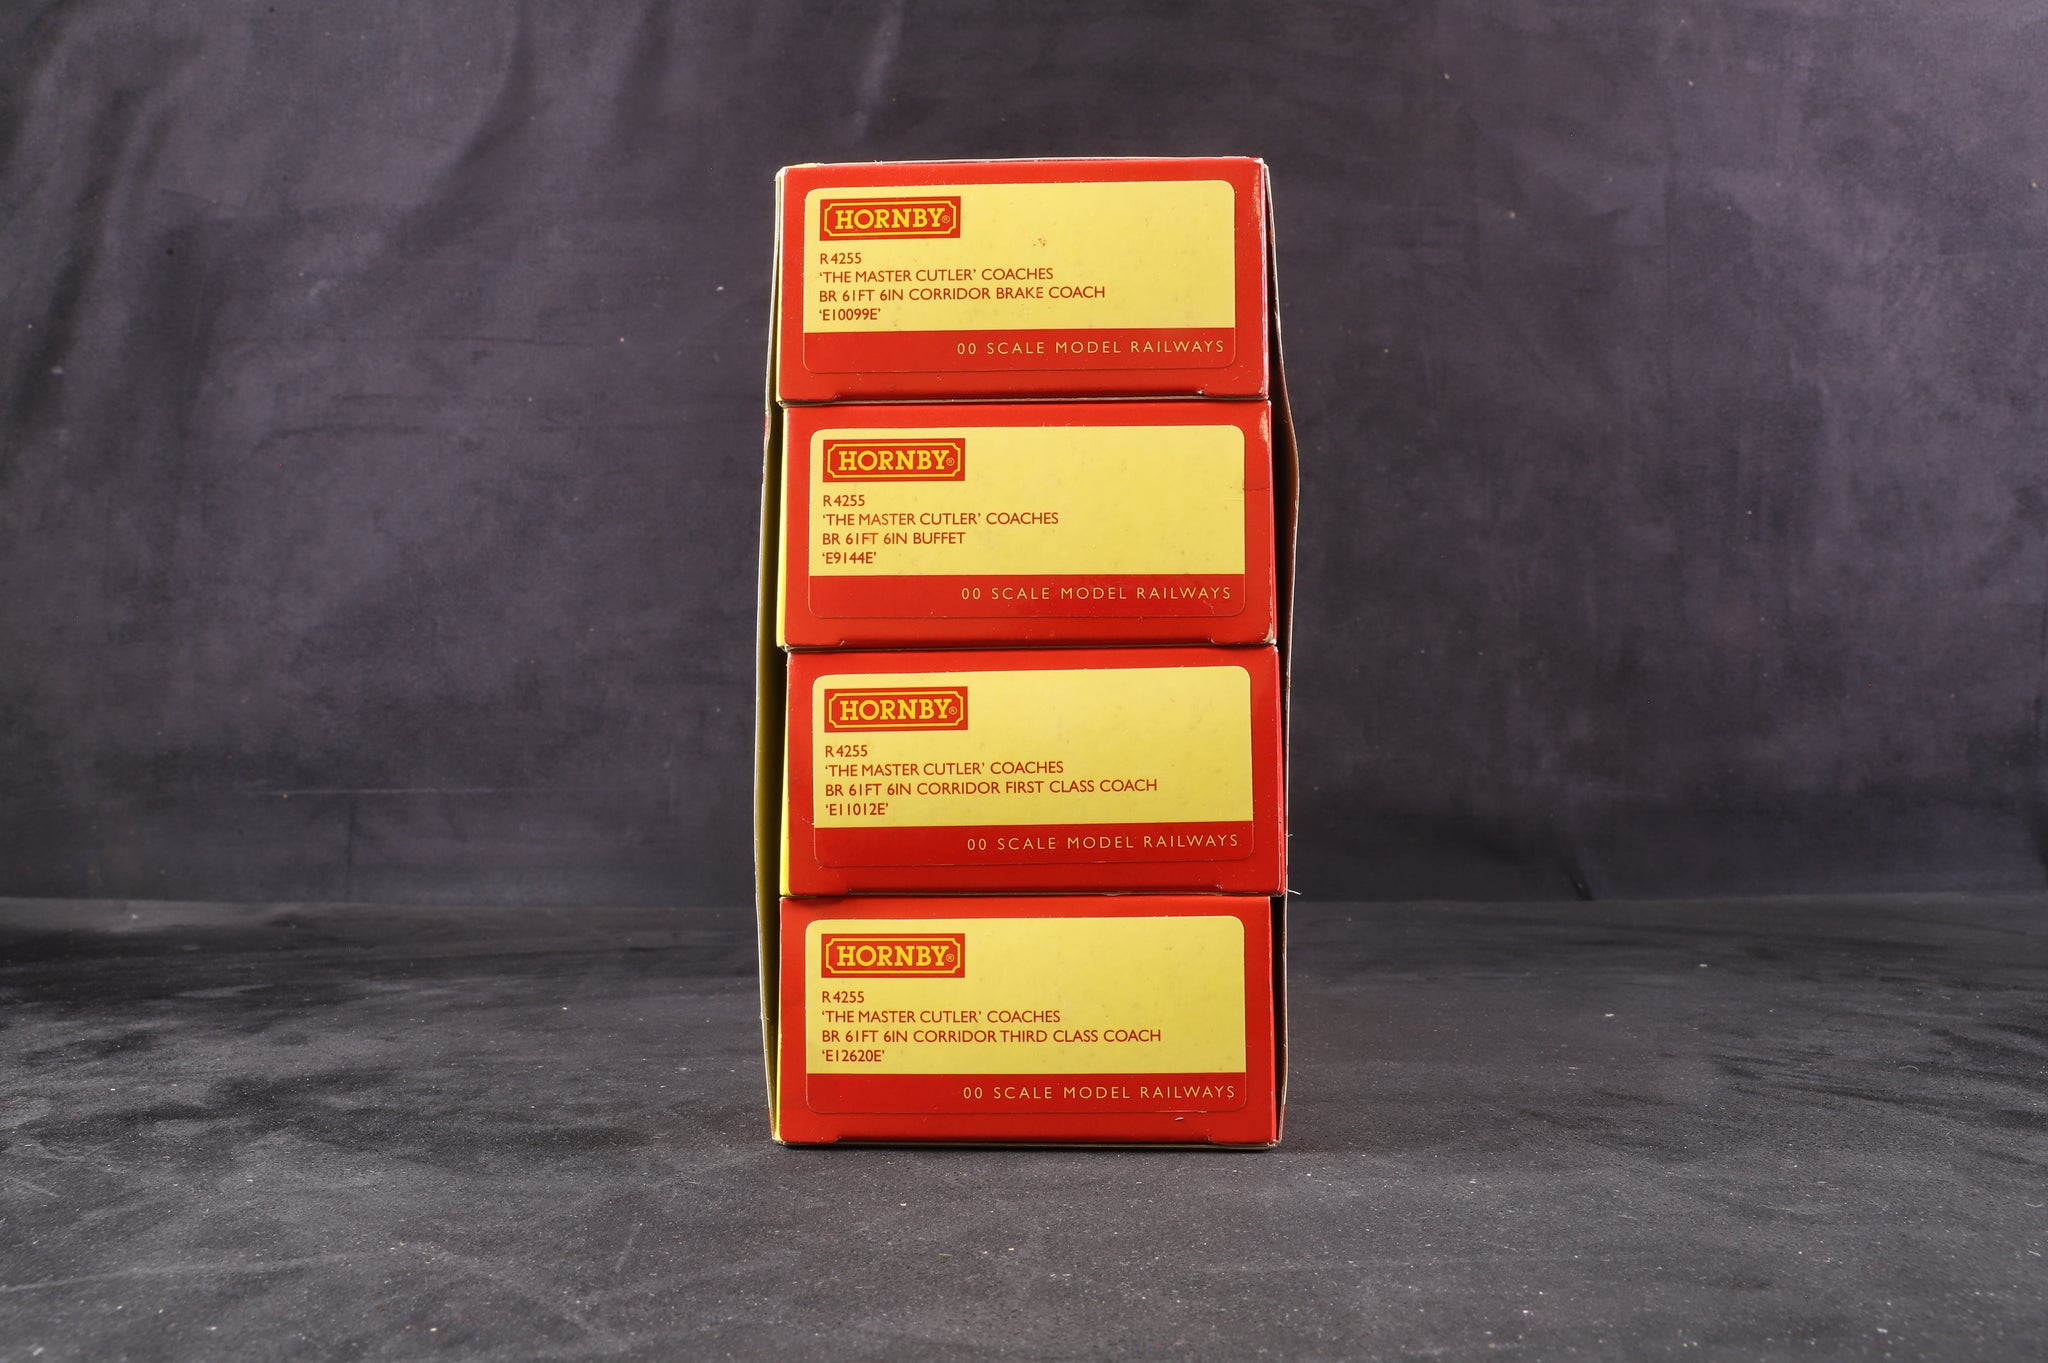 HORNBY®
R4255
'THE MASTER CUTLER' COACHES
BR 61FT 6IN CORRIDOR BRAKE COACH
'E10099E'
00 SCALE MODEL RAILWAYS
HORNBY®
R4255
'THE MASTER CUTLER' COACHES
BR 61FT 6IN BUFFET
'E9144E'
00 SCALE MODEL RAILWAYS
HORNBY®
R4255
'THE MASTER CUTLER' COACHES
BR 61FT 6IN CORRIDOR FIRST CLASS COACH
'E11012E'
00 SCALE MODEL RAILWAYS
HORNBY®
R4255
'THE MASTER CUTLER' COACHES
BR 61FT 6IN CORRIDOR THIRD CLASS COACH
'E12620E'
00 SCALE MODEL RAILWAYS